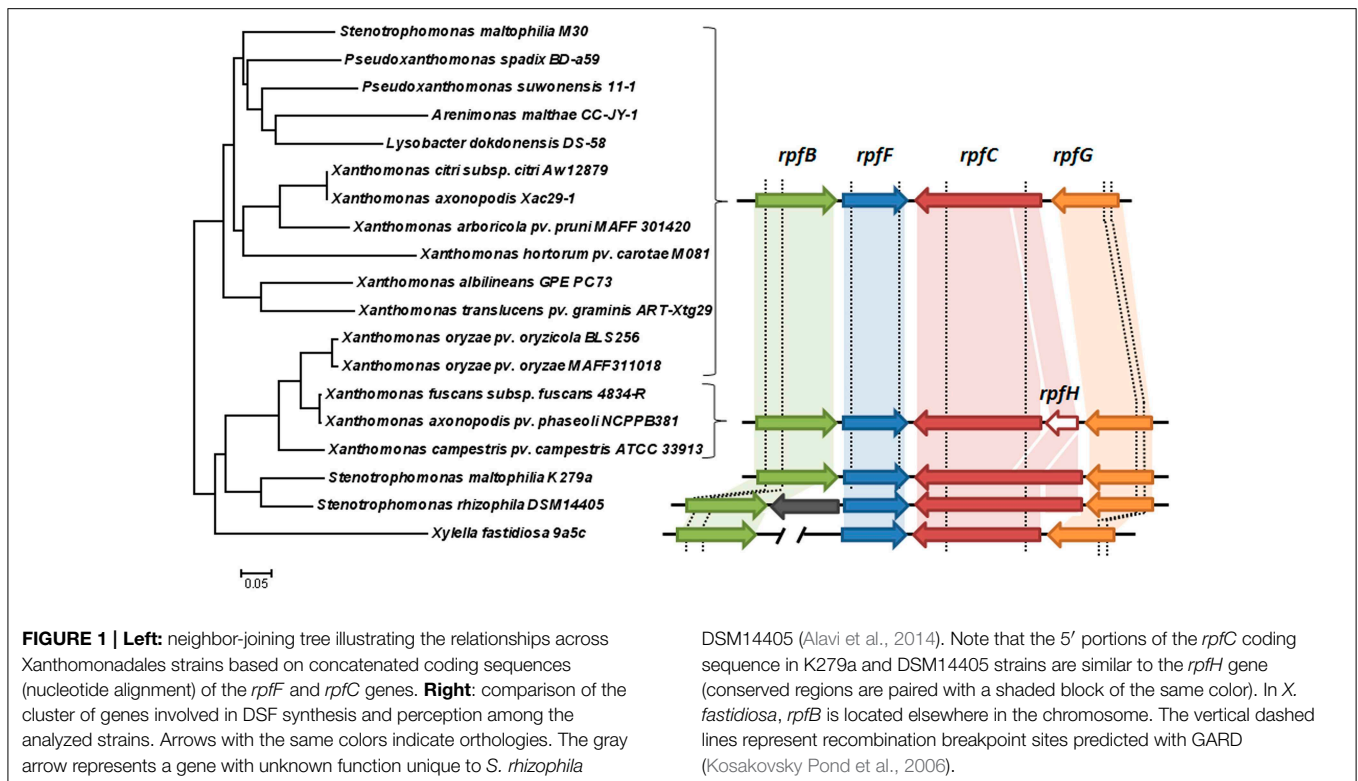 Stenotrophomonas maltophilia M30
Pseudoxanthomonas spadix BD-a59
Pseudoxanthomonas suwonensis 11-1
Arenimonas malthae CC-JY-1
Lysobacter dokdonensis DS-58
Xanthomonas citri subsp. citri Aw12879
Xanthomonas axonopodis Xac29-1
Xanthomonas arboricola pv. pruni MAFF 301420
Xanthomonas hortorum pv. carotae M081
Xanthomonas albilineans GPE PC73
Xanthomonas translucens pv. graminis ART-Xtg29
Xanthomonas oryzae pv. oryzicola BLS256
Xanthomonas oryzae pv. oryzae MAFF311018
Xanthomonas fuscans subsp. fuscans 4834-R
Xanthomonas axonopodis pv. phaseoli NCPPB381
Xanthomonas campestris pv. campestris ATCC 33913
Stenotrophomonas maltophilia K279a
Stenotrophomonas rhizophila DSM14405
Xylella fastidiosa 9a5c
0.05
rpfB rpfF rpfC rpfG
rpfH
FIGURE 1 | Left: neighbor-joining tree illustrating the relationships across
Xanthomonadales strains based on concatenated coding sequences
(nucleotide alignment) of the rpfF and rpfC genes. Right: comparison of the
cluster of genes involved in DSF synthesis and perception among the
analyzed strains. Arrows with the same colors indicate orthologies. The gray
arrow represents a gene with unknown function unique to S. rhizophila
DSM14405 (Alavi et al., 2014). Note that the 5′ portions of the rpfC coding
sequence in K279a and DSM14405 strains are similar to the rpfH gene
(conserved regions are paired with a shaded block of the same color). In X.
fastidiosa, rpfB is located elsewhere in the chromosome. The vertical dashed
lines represent recombination breakpoint sites predicted with GARD
(Kosakovsky Pond et al., 2006).